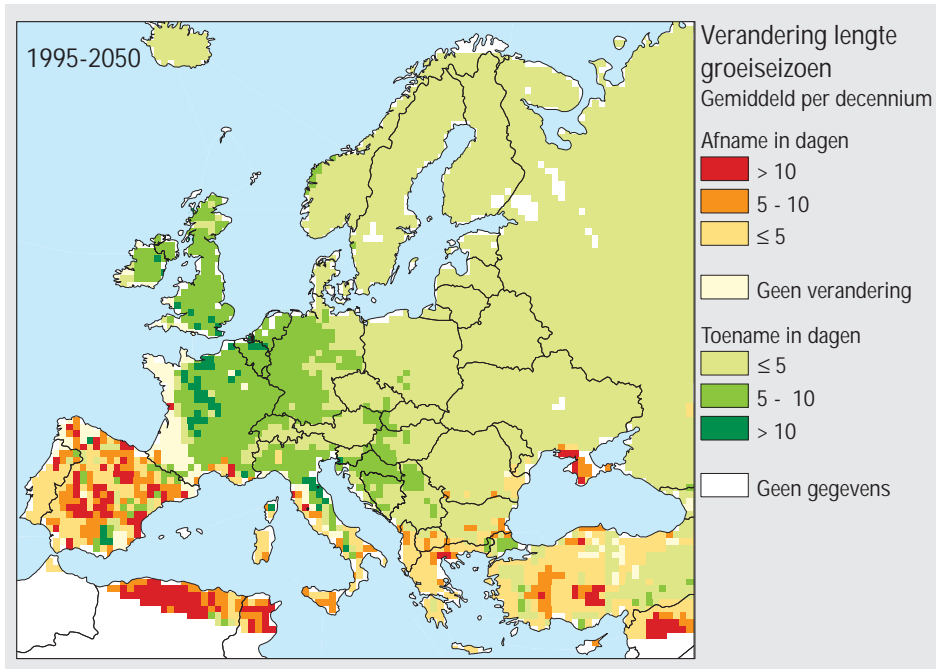 1995-2050
Verandering lengte
groeiseizoen
Gemiddeld per decennium
Afname in dagen
> 10
5 - 10
≤ 5
Geen verandering
Toename in dagen
≤ 5
5 - 10
> 10
Geen gegevens